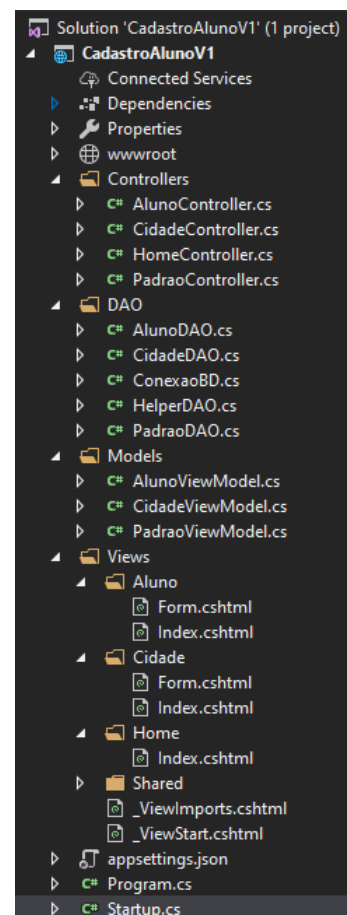 Solution 'CadastroAlunoV1' (1 project)
CadastroAlunoV1
Connected Services
Dependencies
Properties
wwwroot
Controllers
C# AlunoController.cs
C# CidadeController.cs
C# HomeController.cs
C# PadraoController.cs
DAO
C# AlunoDAO.cs
C# CidadeDAO.cs
C# ConexaoBD.cs
C# HelperDAO.cs
C# PadraoDAO.cs
Models
C# AlunoViewModel.cs
C# CidadeViewModel.cs
C# PadraoViewModel.cs
Views
Aluno
Form.cshtml
Index.cshtml
Cidade
Form.cshtml
Index.cshtml
Home
Index.cshtml
Shared
_ViewImports.cshtml
_ViewStart.cshtml
appsettings.json
C# Program.cs
C# Startup.cs